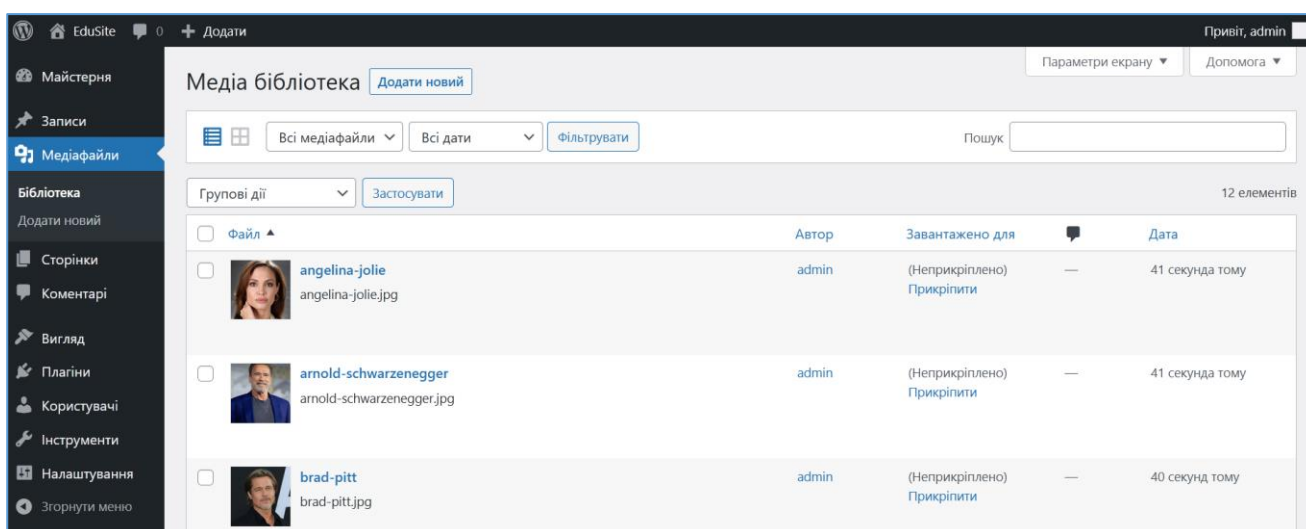 EduSite 0 + Додати Привіт, admin
Параметри екрану ▼ Допомога ▼
Майстерня
Записи
Медіафайли
Бібліотека
Додати новий
Сторінки
Коментарі
Вигляд
Плагіни
Користувачі
Інструменти
Налаштування
Згорнути меню
Медіа бібліотека Додати новий
Всі медіафайли Всі дати Фільтрувати Пошук
Групові дії Застосувати 12 елементів
Файл ▲ Автор Завантажено для Дата
angelina-jolie admin (Неприкріплено) — 41 секунда тому
angelina-jolie.jpg Прикріпити
arnold-schwarzenegger admin (Неприкріплено) — 41 секунда тому
arnold-schwarzenegger.jpg Прикріпити
brad-pitt admin (Неприкріплено) — 40 секунд тому
brad-pitt.jpg Прикріпити